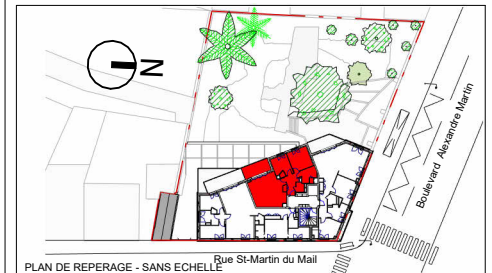 N
Boulevard Alexandre Martin
Rue St-Martin du Mail
PLAN DE REPERAGE - SANS ECHELLE